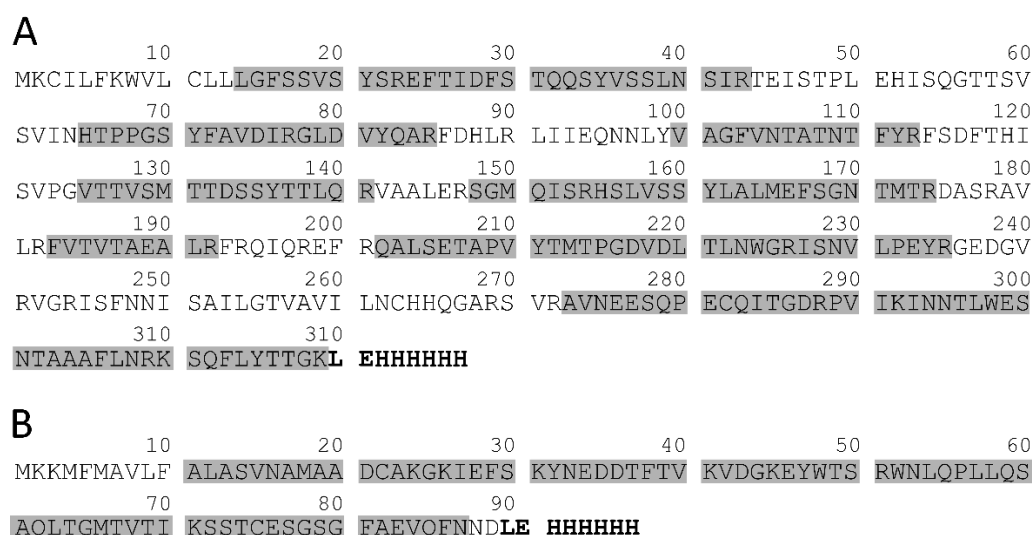 A
10 20 30 40 50 60
MKCILFKWVL CLLLGFSSVS YSREFTIDFS TQQSYVSSLN SIRTEISTPL EHISQGTTSV
70 80 90 100 110 120
SVINHTPPGS YFAVDIRGLD VYQARFDHLR LIIEQNNLYV AGFVNTATNT FYRFSDFTHI
130 140 150 160 170 180
SVPGVTTVSM TTDSSYTTLQ RVAALERSGM QISRHSLVSS YLALMEFSGN TMTRDASRAV
190 200 210 220 230 240
LRFVTVTAEA LRFRQIQREF RQALSETAPV YTMTPGDVDL TLNWGRISNV LPEYRGEDGV
250 260 270 280 290 300
RVGRISFNNI SAILGTVAVI LNCHHQGARS VRAVNEESQP ECQITGDRPV IKINNTLWES
310 310
NTAAAFLNRK SQFLYTTGKL EHHHHHH
B
10 20 30 40 50 60
MKKMFMAVLF ALASVNAMAA DCAKGKIEFS KYNEDDTFTV KVDGKEYWTS RWNLQPLLQS
70 80 90
AQLTGMTVTI KSSTCESGSG FAEVQFNNDLE HHHHHH